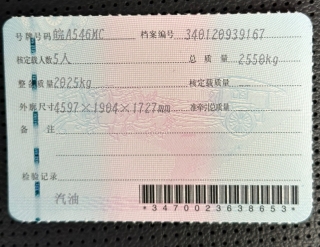 号牌号码 皖A546MC 档案编号 340120939167
核定载人数 5人 总质量 2550kg
整备质量 2025kg 核定载质量
外廓尺寸 4597×1904×1727mm 准牵引总质量
备注
检验记录
汽油
*3470023638653*